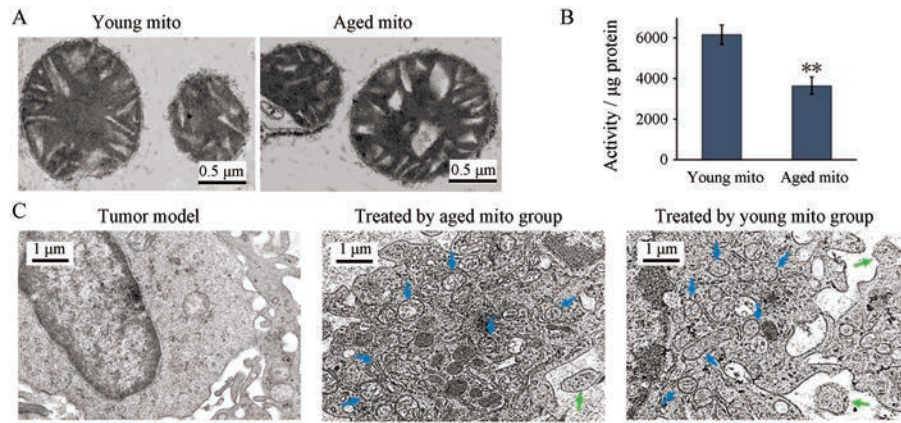 A
Young mito
Aged mito
0.5 μm
0.5 μm
B
Activity / μg protein
6000
4000
2000
0
**
Young mito
Aged mito
C
Tumor model
Treated by aged mito group
Treated by young mito group
1 μm
1 μm
1 μm